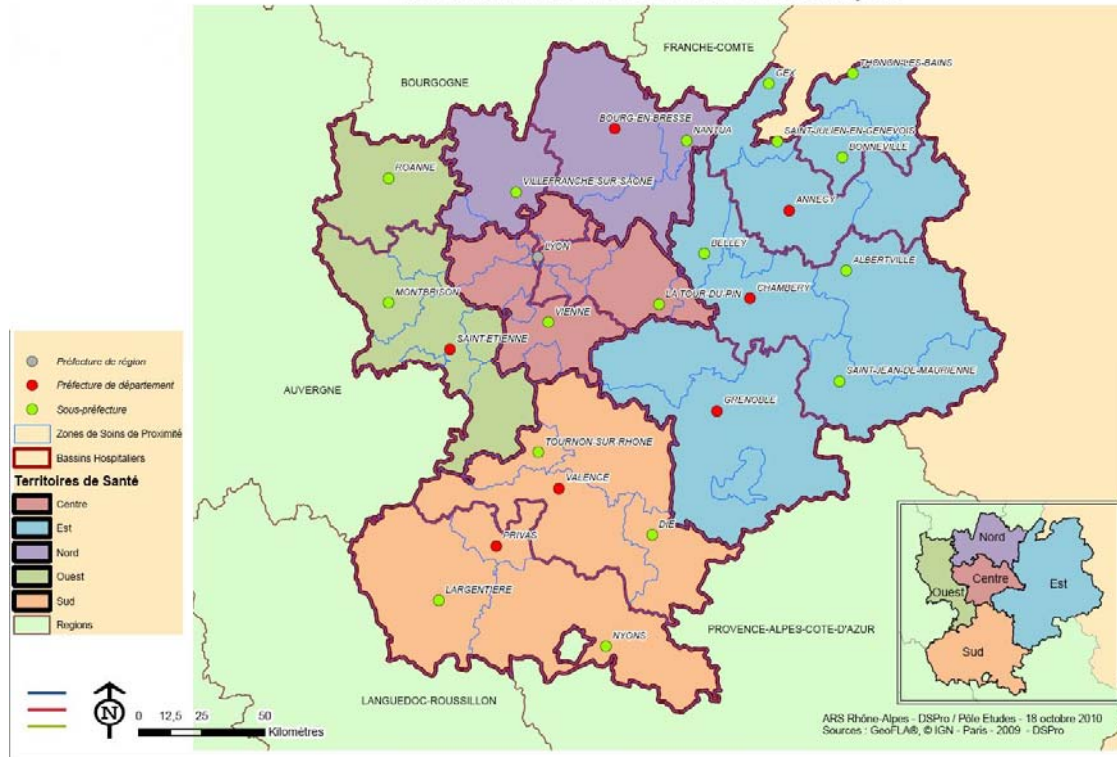 FRANCHE-COMTE
BOURGOGNE
THONON-LES-BAINS
GEX
BOURG-EN-BRESSE
NANTUA
SAINT-JULIEN-EN-GENEVOIS
BONNEVILLE
ROANNE
VILLEFRANCHE-SUR-SAONE
ANNECY
LYON
BELLEY
ALBERTVILLE
MONTBRISON
LA TOUR-DU-PIN
CHAMBERY
VIENNE
SAINT-ETIENNE
SAINT-JEAN-DE-MAURIENNE
AUVERGNE
GRENOBLE
TOURNON-SUR-RHONE
VALENCE
DIE
PRIVAS
LARGENTIERE
NYONS
PROVENCE-ALPES-COTE-D'AZUR
LANGUEDOC-ROUSSILLON
Préfecture de région
Préfecture de département
Sous-préfecture
Zones de Soins de Proximité
Bassins Hospitaliers
Territoires de Santé
Centre
Est
Nord
Ouest
Sud
Regions
N
0 12,5 25 50
Kilomètres
Nord
Centre
Est
Ouest
Sud
ARS Rhône-Alpes - DSPro / Pôle Etudes - 18 octobre 2010
Sources : GeoFLA®, © IGN - Paris - 2009 - DSPro